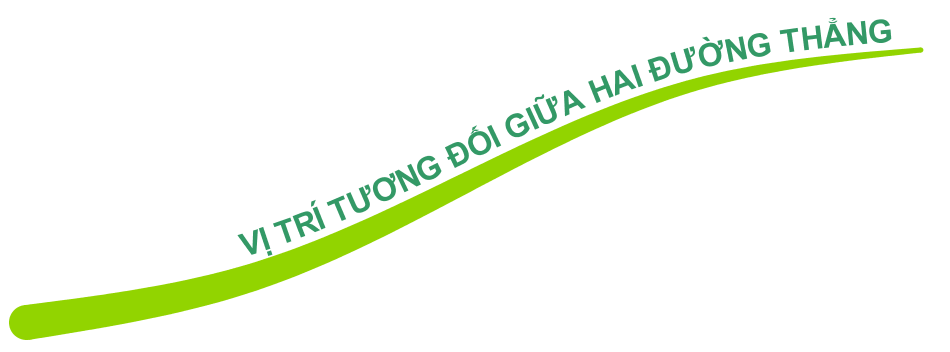 VỊ TRÍ TƯƠNG ĐỐI GIỮA HAI ĐƯỜNG THẲNG